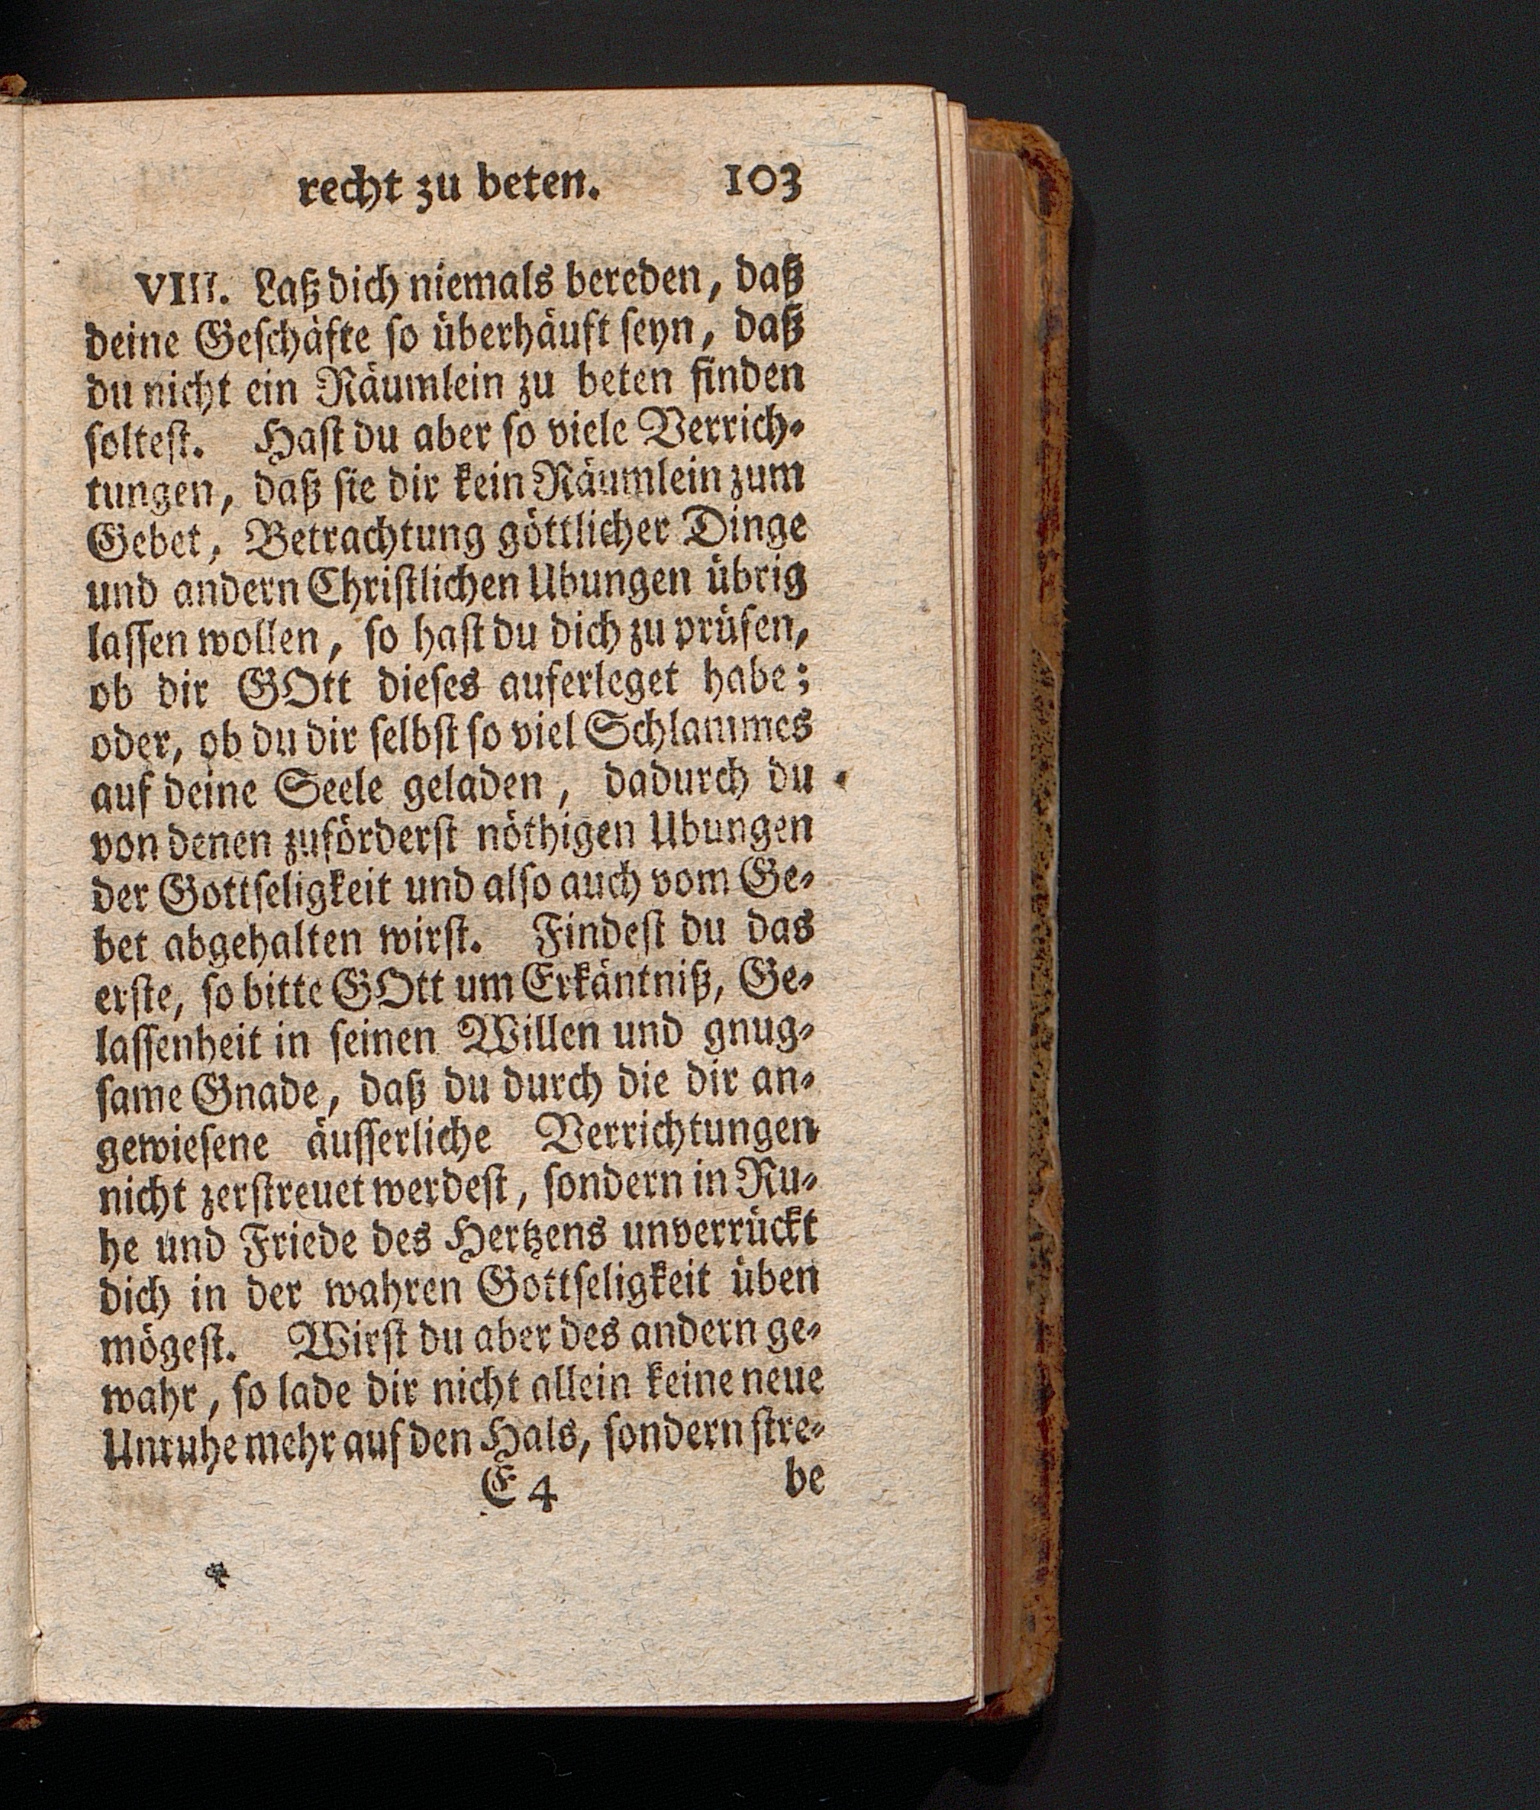 recht zu beten. 103
VIII. Laß dich niemals bereden, daß
deine Geschäfte so überhäuft seyn, daß
du nicht ein Räumlein zu beten finden
soltest. Hast du aber so viele Verrich-
tungen, daß sie dir kein Räumlein zum
Gebet, Betrachtung göttlicher Dinge
und andern Christlichen Ubungen übrig
lassen wollen, so hast du dich zu prüfen,
ob dir GOtt dieses auferleget habe;
oder, ob du dir selbst so viel Schlammes
auf deine Seele geladen, dadurch du
von denen zuförderst nöthigen Ubungen
der Gottseligkeit und also auch vom Ge-
bet abgehalten wirst. Findest du das
erste, so bitte GOtt um Erkäntniß, Ge-
lassenheit in seinen Willen und gnug-
same Gnade, daß du durch die dir an-
gewiesene äusserliche Verrichtungen
nicht zerstreuet werdest, sondern in Ru-
he und Friede des Hertzens unverrückt
dich in der wahren Gottseligkeit üben
mögest. Wirst du aber des andern ge-
wahr, so lade dir nicht allein keine neue
Unruhe mehr auf den Hals, sondern stre-
E 4 be